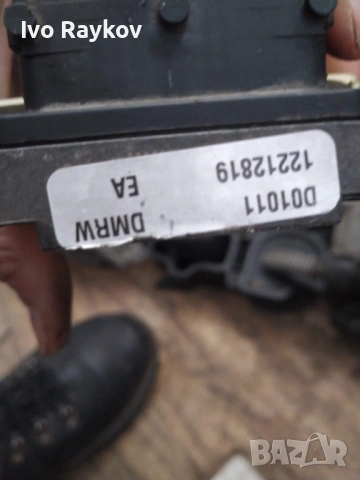 Ivo Raykov
D01011 DMRW
12212819 EA
BAZAR